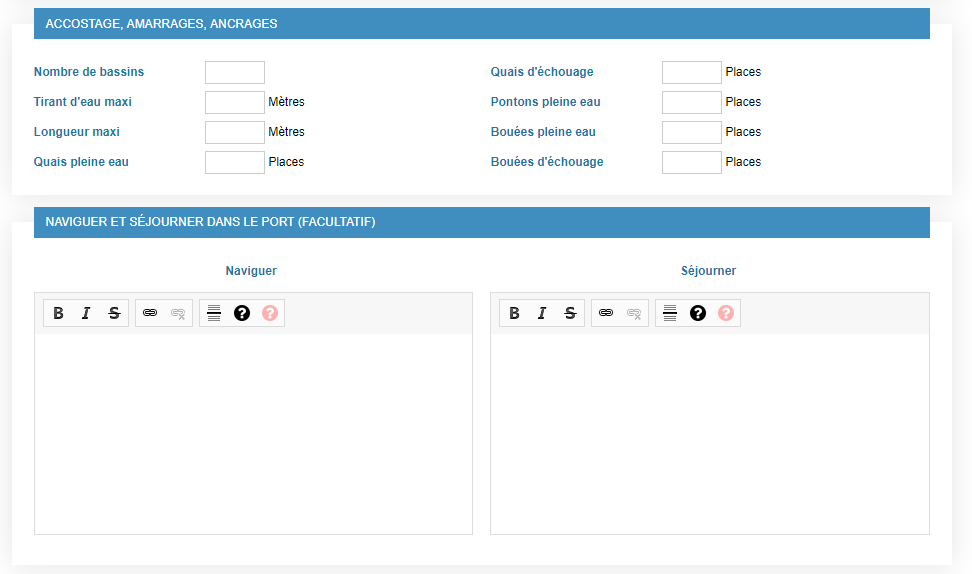 ACCOSTAGE, AMARRAGES, ANCRAGES
Nombre de bassins
Quais d'échouage Places
Tirant d'eau maxi Mètres
Pontons pleine eau Places
Longueur maxi Mètres
Bouées pleine eau Places
Quais pleine eau Places
Bouées d'échouage Places
NAVIGUER ET SÉJOURNER DANS LE PORT (FACULTATIF)
Naviguer
Séjourner
B I S ? ?
B I S ? ?